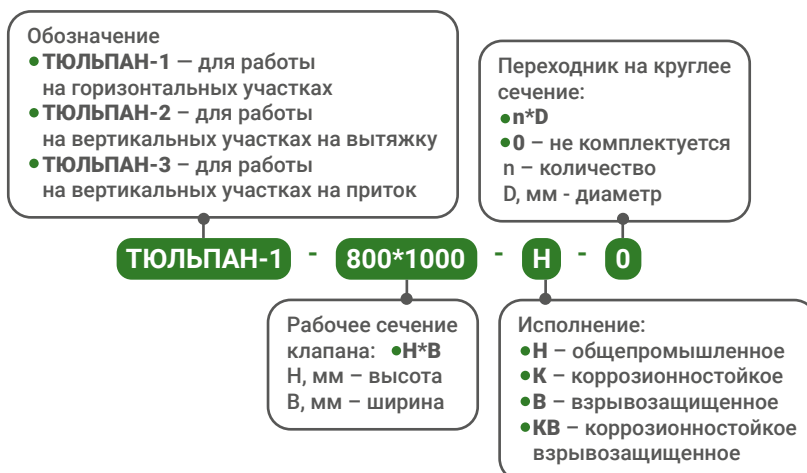 Обозначение
•ТЮЛЬПАН-1 — для работы
на горизонтальных участках
•ТЮЛЬПАН-2 – для работы
на вертикальных участках на вытяжку
•ТЮЛЬПАН-3 – для работы
на вертикальных участках на приток
Переходник на круглее
сечение:
•n*D
•0 – не комплектуется
n – количество
D, мм - диаметр
ТЮЛЬПАН-1 - 800*1000 - Н - 0
Рабочее сечение
клапана: •H*B
Н, мм – высота
В, мм – ширина
Исполнение:
•Н – общепромышленное
•К – коррозионностойкое
•В – взрывозащищенное
•КВ – коррозионностойкое
взрывозащищенное